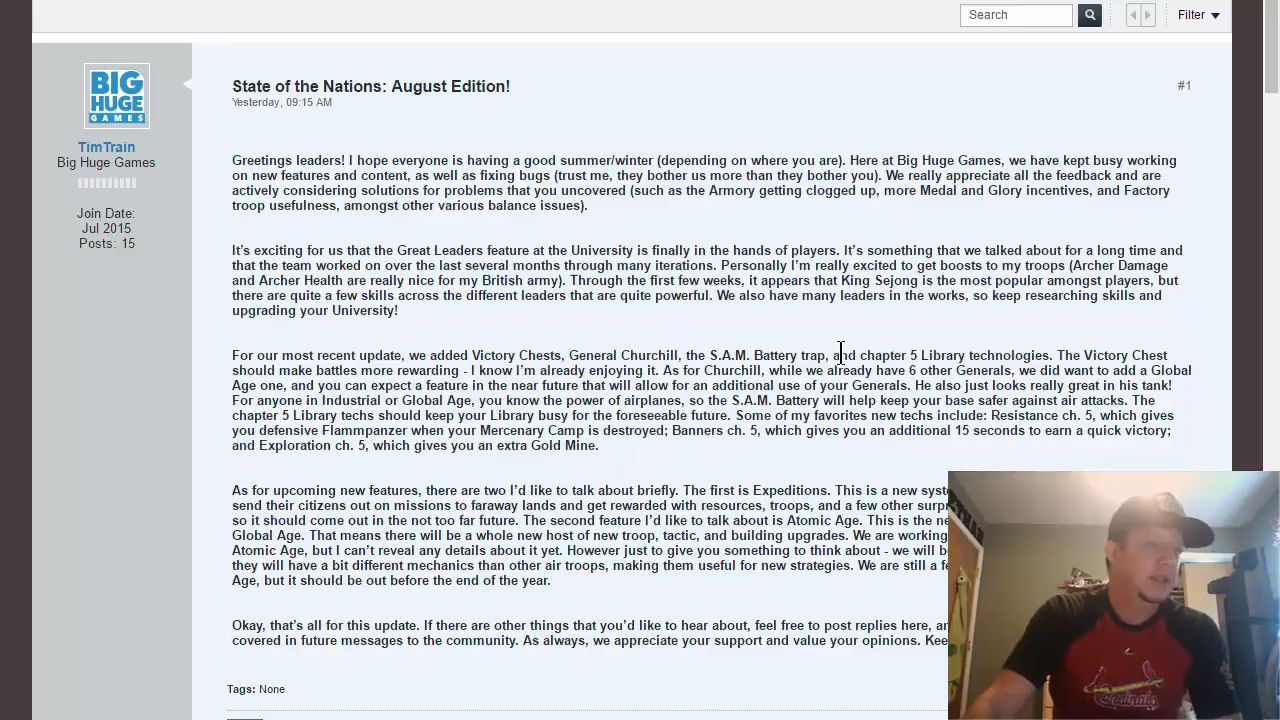 Search
Filter
BIG
HUGE
GAMES
TimTrain
Big Huge Games
Join Date:
Jul 2015
Posts: 15
State of the Nations: August Edition!
#1
Yesterday, 09:15 AM
Greetings leaders! I hope everyone is having a good summer/winter (depending on where you are). Here at Big Huge Games, we have kept busy working
on new features and content, as well as fixing bugs (trust me, they bother us more than they bother you). We really appreciate all the feedback and are
actively considering solutions for problems that you uncovered (such as the Armory getting clogged up, more Medal and Glory incentives, and Factory
troop usefulness, amongst other various balance issues).
It's exciting for us that the Great Leaders feature at the University is finally in the hands of players. It's something that we talked about for a long time and
that the team worked on over the last several months through many iterations. Personally I'm really excited to get boosts to my troops (Archer Damage
and Archer Health are really nice for my British army). Through the first few weeks, it appears that King Sejong is the most popular amongst players, but
there are quite a few skills across the different leaders that are quite powerful. We also have many leaders in the works, so keep researching skills and
upgrading your University!
For our most recent update, we added Victory Chests, General Churchill, the S.A.M. Battery trap, and chapter 5 Library technologies. The Victory Chest
should make battles more rewarding - I know I'm already enjoying it. As for Churchill, while we already have 6 other Generals, we did want to add a Global
Age one, and you can expect a feature in the near future that will allow for an additional use of your Generals. He also just looks really great in his tank!
For anyone in Industrial or Global Age, you know the power of airplanes, so the S.A.M. Battery will help keep your base safer against air attacks. The
chapter 5 Library techs should keep your Library busy for the foreseeable future. Some of my favorites new techs include: Resistance ch. 5, which gives
you defensive Flammpanzer when your Mercenary Camp is destroyed; Banners ch. 5, which gives you an additional 15 seconds to earn a quick victory;
and Exploration ch. 5, which gives you an extra Gold Mine.
As for upcoming new features, there are two I'd like to talk about briefly. The first is Expeditions. This is a new syst
send their citizens out on missions to faraway lands and get rewarded with resources, troops, and a few other surpr
so it should come out in the not too far future. The second feature I'd like to talk about is Atomic Age. This is the ne
Global Age. That means there will be a whole new host of new troop, tactic, and building upgrades. We are working
Atomic Age, but I can't reveal any details about it yet. However just to give you something to think about - we will b
they will have a bit different mechanics than other air troops, making them useful for new strategies. We are still a f
Age, but it should be out before the end of the year.
Okay, that's all for this update. If there are other things that you'd like to hear about, feel free to post replies here, an
covered in future messages to the community. As always, we appreciate your support and value your opinions. Kee
Tags: None
Cardinals